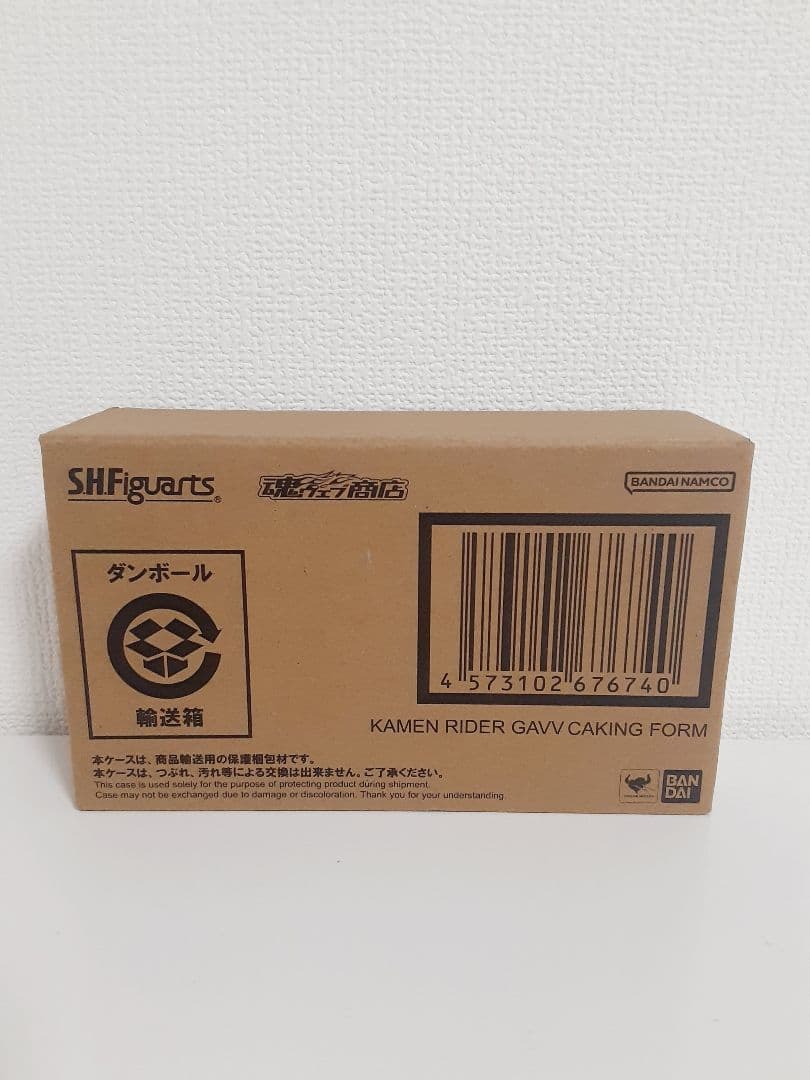 S.H.Figuarts®
魂ウェブ商店
BANDAI NAMCO
ダンボール
輸送箱
4 573102 676740
KAMEN RIDER GAVV CAKING FORM
本ケースは、商品輸送用の保護梱包材です。
本ケースは、つぶれ、汚れ等による交換は出来ません。ご了承ください。
This case is used solely for the purpose of protecting product during shipment.
Case may not be exchanged due to damage or discoloration. Thank you for your understanding.
BAN
DAI